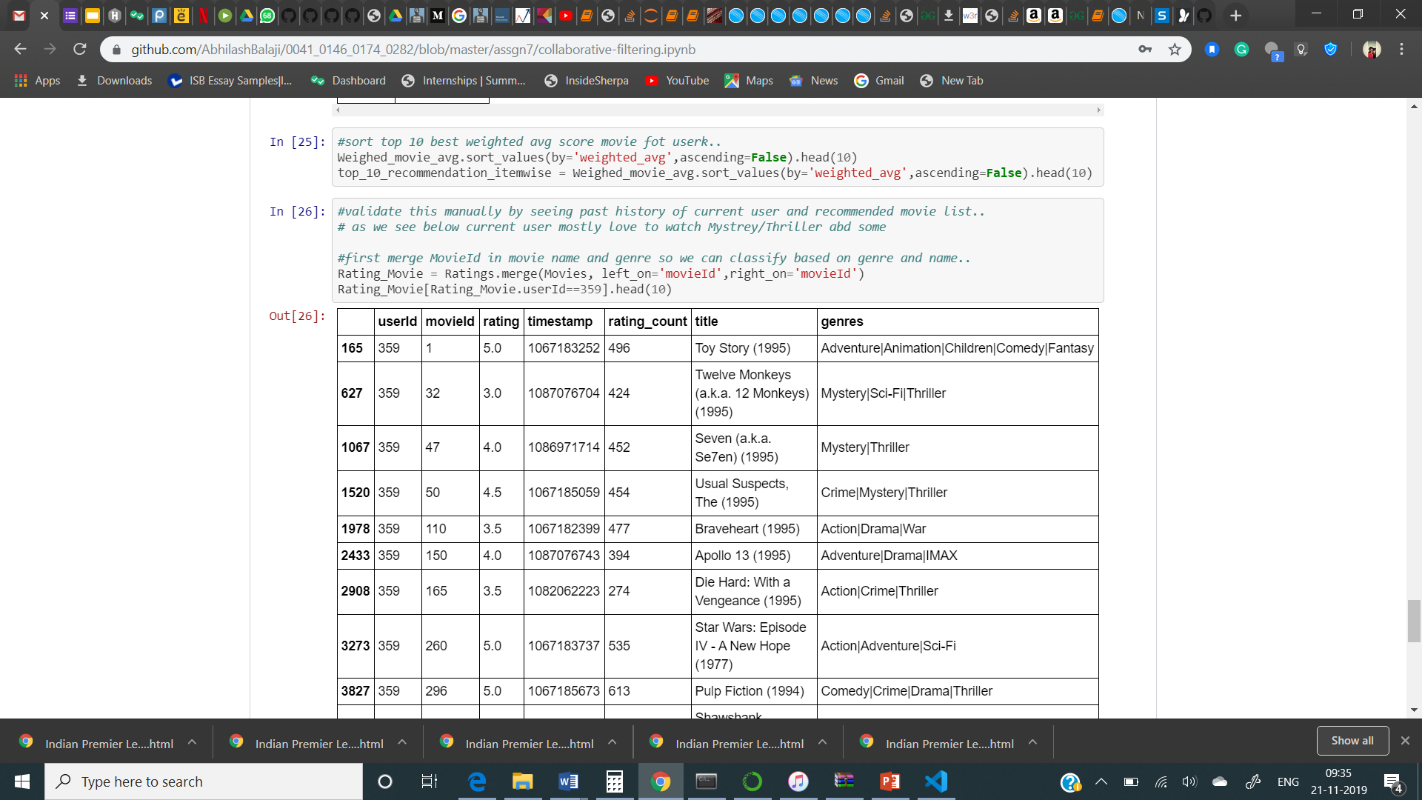 github.com/AbhilashBalaji/0041_0146_0174_0282/blob/master/assgn7/collaborative-filtering.ipynb
Apps Downloads ISB Essay Samples|I... Dashboard Internships | Summ... InsideSherpa YouTube Maps News Gmail New Tab
In [25]: #sort top 10 best weighted avg score movie fot userk..
Weighed_movie_avg.sort_values(by='weighted_avg',ascending=False).head(10)
top_10_recommendation_itemwise = Weighed_movie_avg.sort_values(by='weighted_avg',ascending=False).head(10)
In [26]: #validate this manually by seeing past history of current user and recommended movie list..
# as we see below current user mostly love to watch Mystrey/Thriller abd some
#first merge MovieId in movie name and genre so we can classify based on genre and name..
Rating_Movie = Ratings.merge(Movies, left_on='movieId',right_on='movieId')
Rating_Movie[Rating_Movie.userId==359].head(10)
Out[26]:
userId movieId rating timestamp rating_count title genres
165 359 1 5.0 1067183252 496 Toy Story (1995) Adventure|Animation|Children|Comedy|Fantasy
627 359 32 3.0 1087076704 424 Twelve Monkeys
(a.k.a. 12 Monkeys)
(1995) Mystery|Sci-Fi|Thriller
1067 359 47 4.0 1086971714 452 Seven (a.k.a.
Se7en) (1995) Mystery|Thriller
1520 359 50 4.5 1067185059 454 Usual Suspects,
The (1995) Crime|Mystery|Thriller
1978 359 110 3.5 1067182399 477 Braveheart (1995) Action|Drama|War
2433 359 150 4.0 1087076743 394 Apollo 13 (1995) Adventure|Drama|IMAX
2908 359 165 3.5 1082062223 274 Die Hard: With a
Vengeance (1995) Action|Crime|Thriller
3273 359 260 5.0 1067183737 535 Star Wars: Episode
IV - A New Hope
(1977) Action|Adventure|Sci-Fi
3827 359 296 5.0 1067185673 613 Pulp Fiction (1994) Comedy|Crime|Drama|Thriller
Shawshank
Indian Premier Le....html Indian Premier Le....html Indian Premier Le....html Indian Premier Le....html Indian Premier Le....html Show all
Type here to search
ENG
09:35
21-11-2019
4